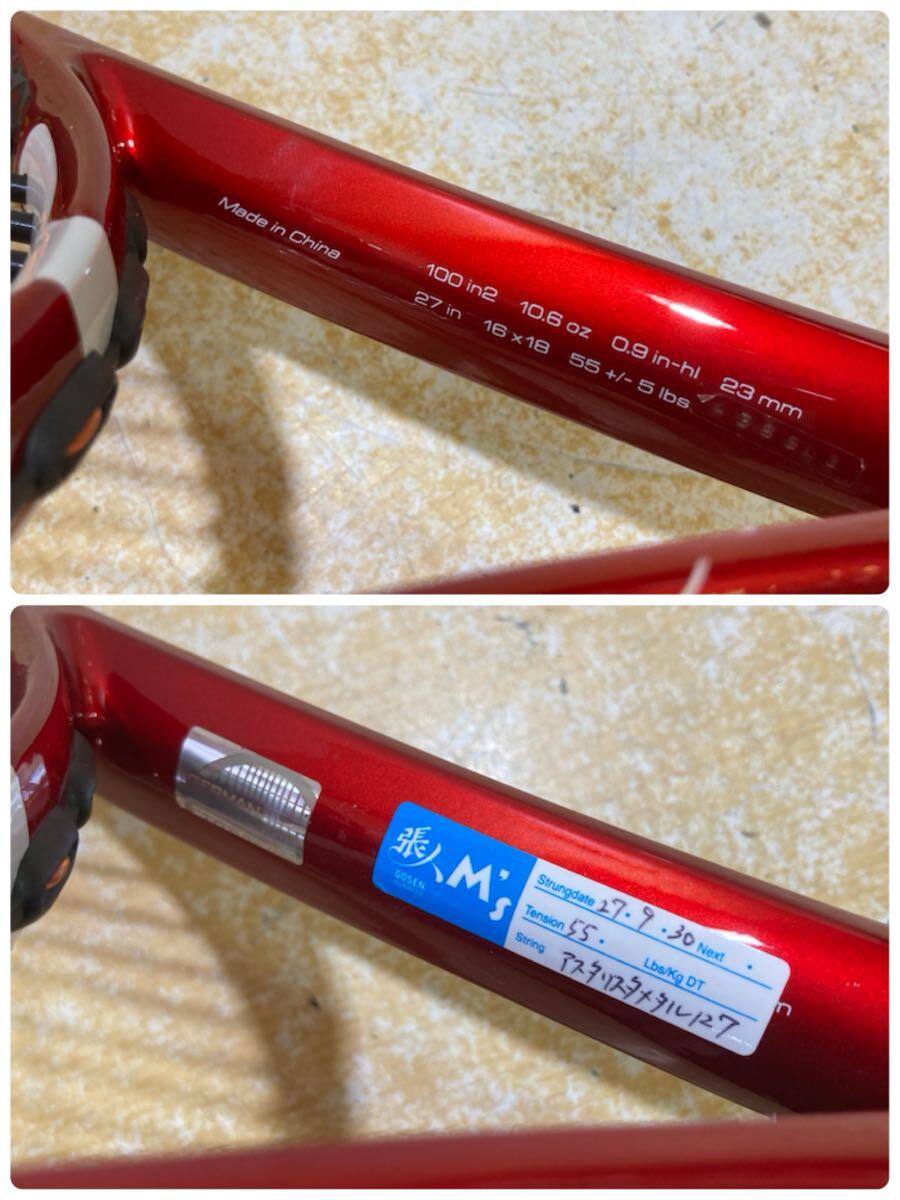 Made in China
100 in2 10.6 oz 0.9 in-hl 23 mm
27 in 16 x 18 55 +/- 5 lbs
張人
GOSEN
M's
Strungdate 27.9.30 Next .
Tension 55. Lbs/Kg DT
String アスタリスタメタル127
m